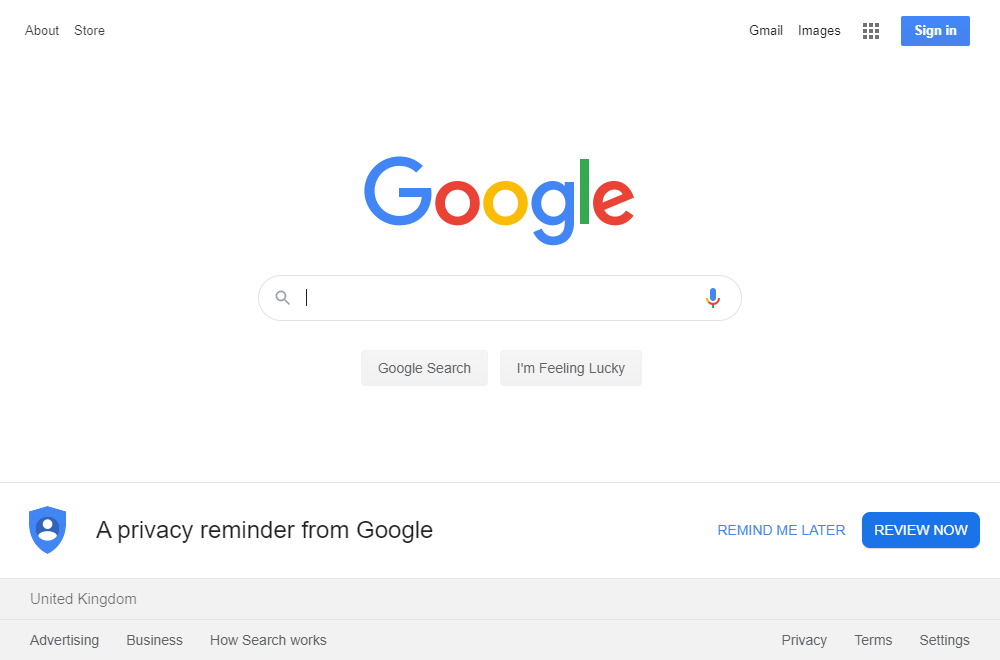 About Store Gmail Images Sign in
Google
Google Search I'm Feeling Lucky
A privacy reminder from Google REMIND ME LATER REVIEW NOW
United Kingdom
Advertising Business How Search works Privacy Terms Settings